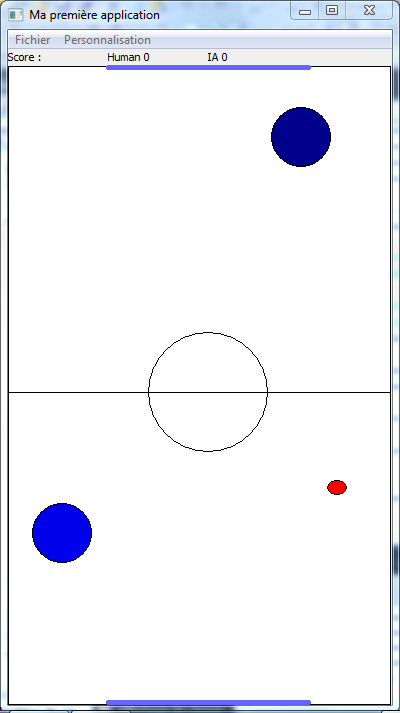 Ma première application
Fichier Personnalisation
Score : Human 0 IA 0